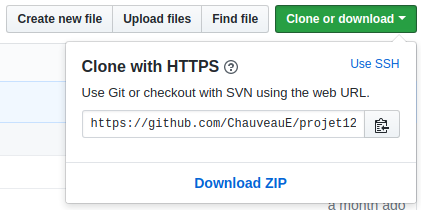 Create new file Upload files Find file Clone or download
Clone with HTTPS ? Use SSH
Use Git or checkout with SVN using the web URL.
https://github.com/ChauveauE/projet12
Download ZIP
a month ago